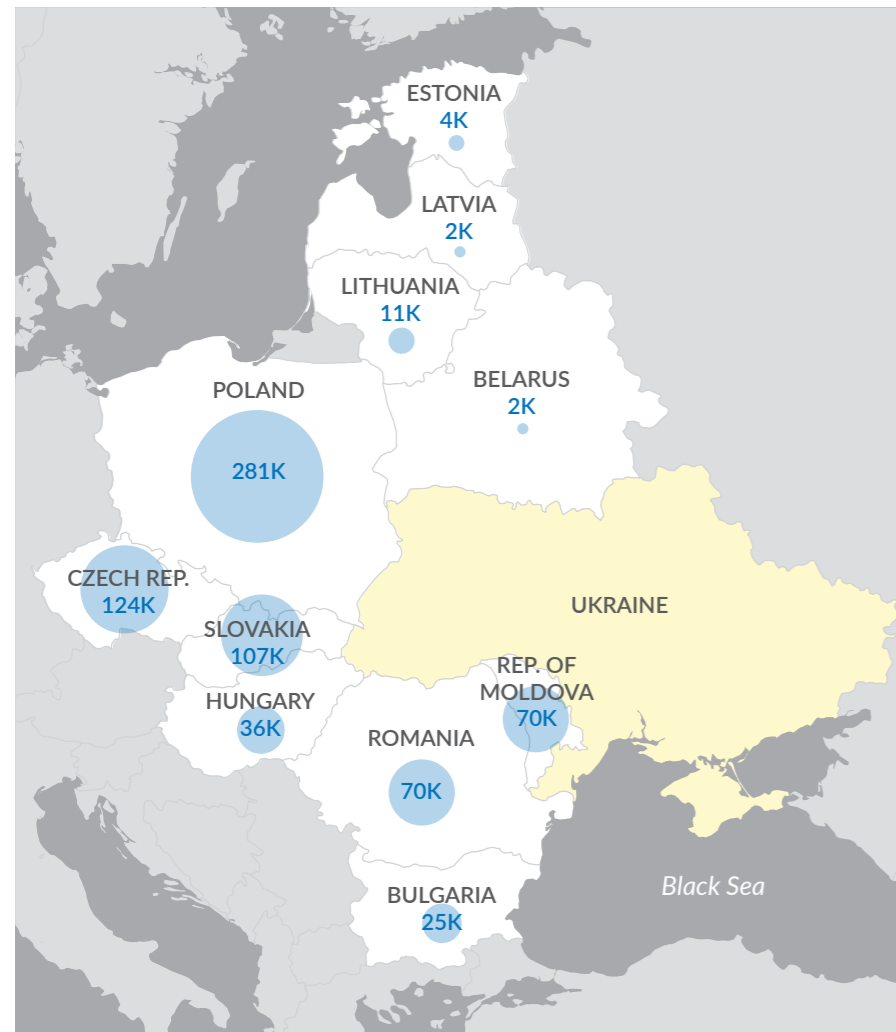 ESTONIA
4K
LATVIA
2K
LITHUANIA
11K
BELARUS
2K
POLAND
281K
CZECH REP.
124K
SLOVAKIA
107K
UKRAINE
REP. OF
MOLDOVA
70K
HUNGARY
36K
ROMANIA
70K
BULGARIA
25K
Black Sea